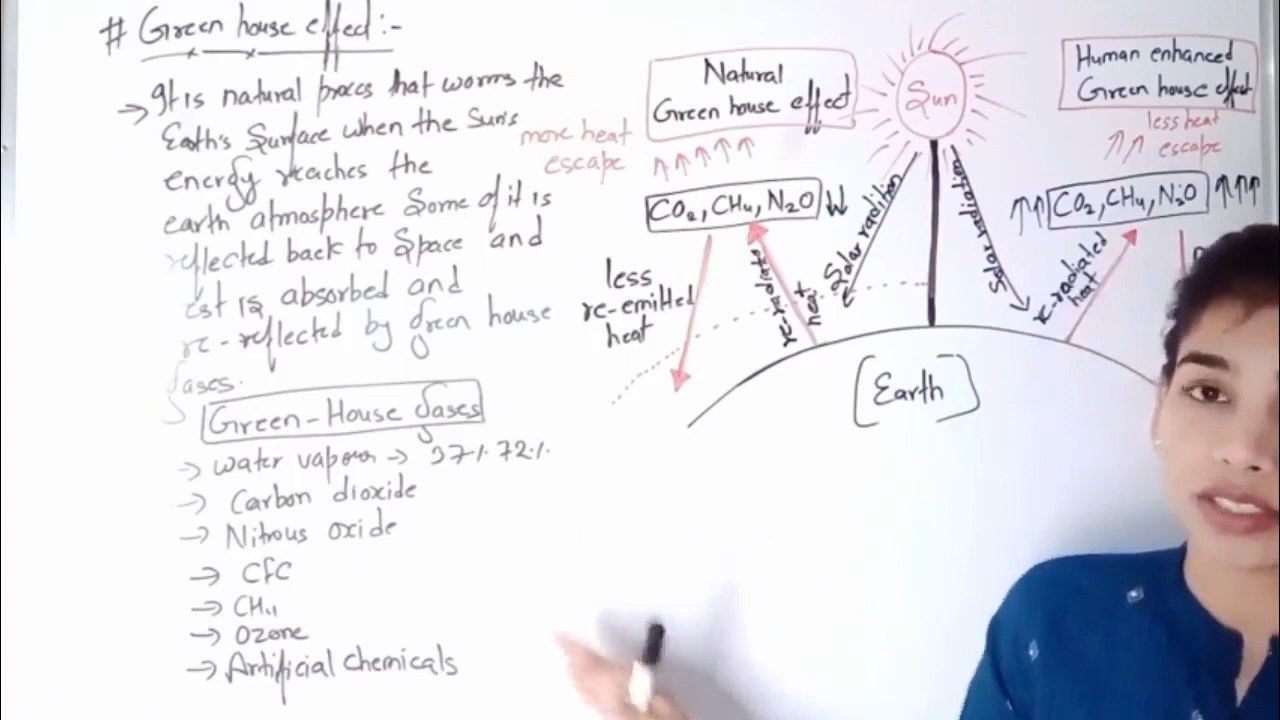 # Green house effect :-
→ It is natural proces that worms the
Earth's Surface when the Sun's
energy reaches the
earth atmosphere Some of it is
reflected back to Space and
rest is absorbed and
re-reflected by Green house
Gases.
Green-House Gases
→ water vapour → 37% 72%
→ Carbon dioxide
→ Nitrous oxide
→ CFC
→ CH4
→ Ozone
→ Artificial Chemicals
Natural
Green house effect
more heat
escape ↑↑↑↑↑
CO2, CH4, N2O ↓↓
less
re-emitted
heat
re-radiated
heat
Solar radition
Sun
Solar radiation
Earth
Human enhanced
Green house effect
less heat
↑↑ escape
↑↑ CO2, CH4, N2O ↑↑↑
re-radiated
heat